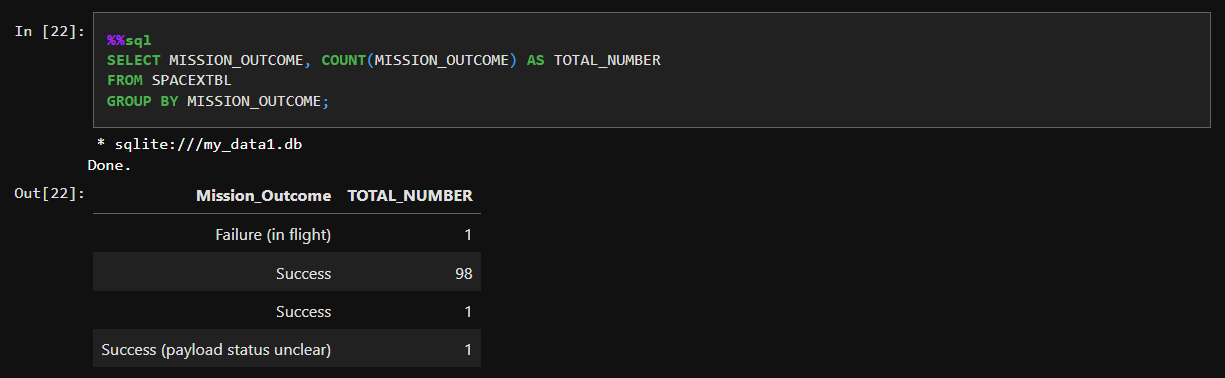 In [22]:
%%sql
SELECT MISSION_OUTCOME, COUNT(MISSION_OUTCOME) AS TOTAL_NUMBER
FROM SPACEXTBL
GROUP BY MISSION_OUTCOME;
* sqlite:///my_data1.db
Done.
Out[22]:
Mission_Outcome TOTAL_NUMBER
Failure (in flight) 1
Success 98
Success 1
Success (payload status unclear) 1